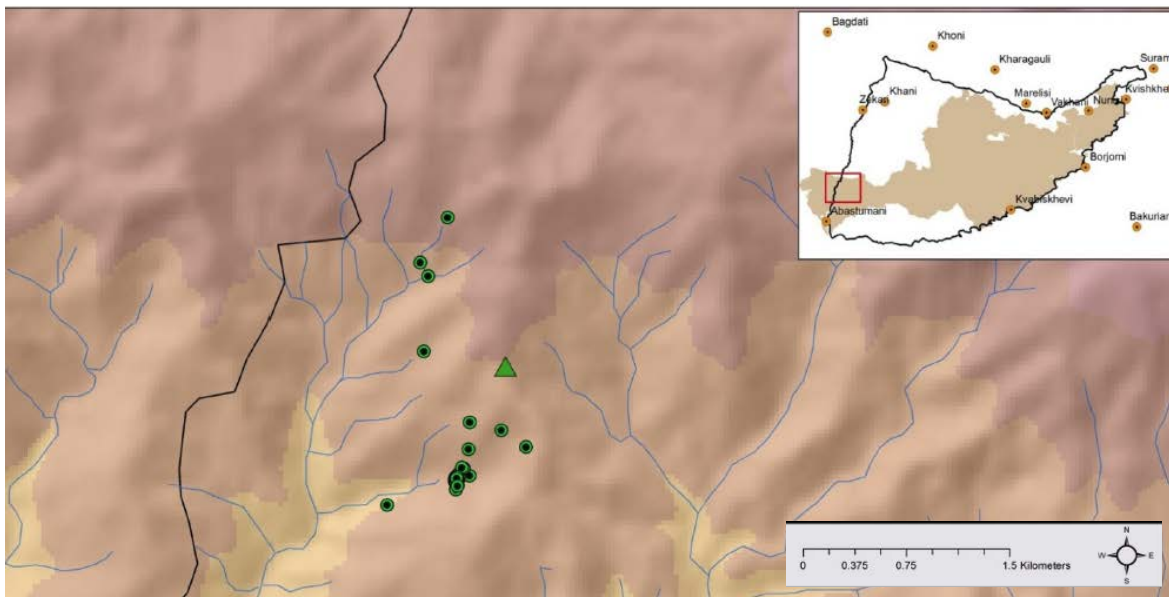 Bagdati
Khoni
Kharagauli
Suram
Zekari
Khani
Marelisi
Vakhani
Kvishkhe
Borjomi
Abastumani
Kvabiskhevi
Bakurian
N
W E
S
0 0.375 0.75 1.5 Kilometers